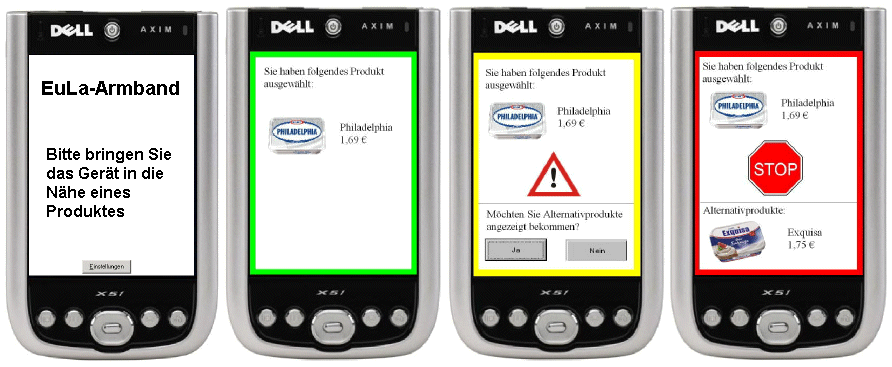 DELL
AXIM
EuLa-Armband
Bitte bringen Sie
das Gerät in die
Nähe eines
Produktes
Einstellungen
X51
DELL
AXIM
Sie haben folgendes Produkt
ausgewählt:
PHILADELPHIA
Philadelphia
1,69 €
X51
DELL
AXIM
Sie haben folgendes Produkt
ausgewählt:
PHILADELPHIA
Philadelphia
1,69 €
!
Möchten Sie Alternativprodukte
angezeigt bekommen?
Ja
Nein
X51
DELL
AXIM
Sie haben folgendes Produkt
ausgewählt:
PHILADELPHIA
Philadelphia
1,69 €
STOP
Alternativprodukte:
Exquisa
Exquisa
1,75 €
X51